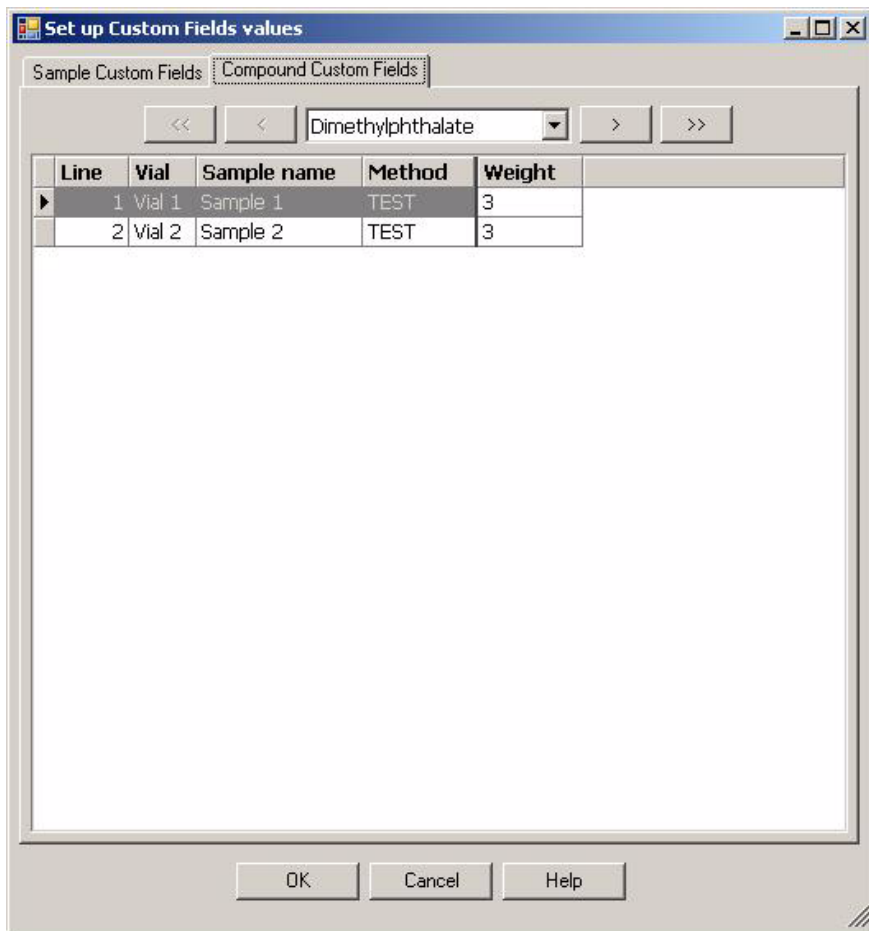 Set up Custom Fields values
Sample Custom Fields Compound Custom Fields
<< < Dimethylphthalate > >>
Line Vial Sample name Method Weight
1 Vial 1 Sample 1 TEST 3
2 Vial 2 Sample 2 TEST 3
OK Cancel Help